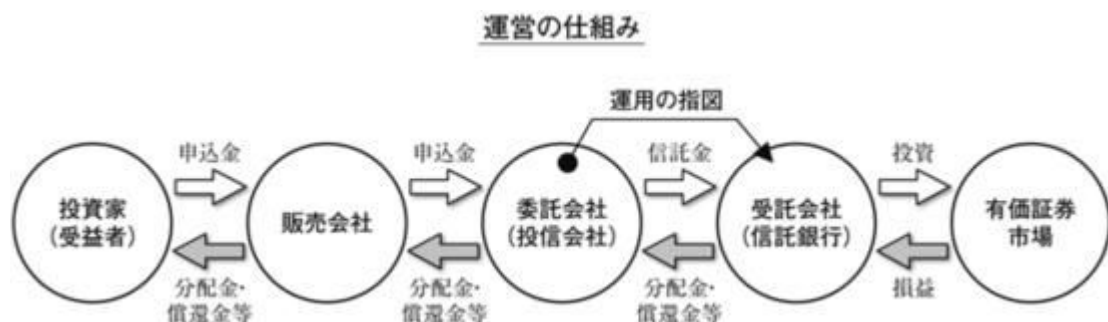 運営の仕組み
運用の指図
申込金
申込金
信託金
投資
投資家
(受益者)
販売会社
委託会社
(投信会社)
受託会社
(信託銀行)
有価証券
市場
分配金・
償還金等
分配金・
償還金等
分配金・
償還金等
損益